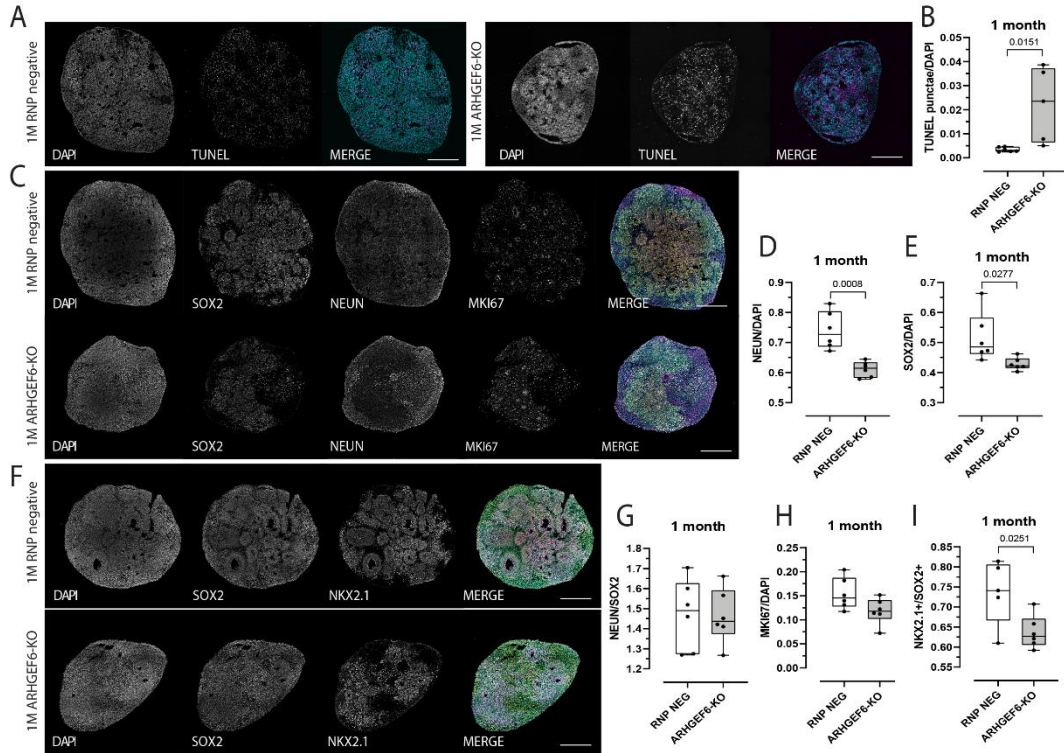 A
1M RNP negative
DAPI
TUNEL
MERGE
1M ARHGEF6-KO
DAPI
TUNEL
MERGE
B
1 month
0.0151
TUNEL punctae/DAPI
0.05
0.04
0.03
0.02
0.01
0.00
RNP NEG
ARHGEF6-KO
C
1M RNP negative
DAPI
SOX2
NEUN
MKI67
MERGE
1M ARHGEF6-KO
DAPI
SOX2
NEUN
MKI67
MERGE
D
1 month
0.0008
NEUN/DAPI
0.9
0.8
0.7
0.6
0.5
RNP NEG
ARHGEF6-KO
E
1 month
0.0277
SOX2/DAPI
0.7
0.6
0.5
0.4
0.3
RNP NEG
ARHGEF6-KO
F
1M RNP negative
DAPI
SOX2
NKX2.1
MERGE
1M ARHGEF6-KO
DAPI
SOX2
NKX2.1
MERGE
G
1 month
NEUN/SOX2
1.8
1.7
1.6
1.5
1.4
1.3
1.2
RNP NEG
ARHGEF6-KO
H
1 month
MKI67/DAPI
0.25
0.20
0.15
0.10
0.05
0.00
RNP NEG
ARHGEF6-KO
I
1 month
0.0251
NKX2.1+/SOX2+
0.85
0.80
0.75
0.70
0.65
0.60
0.55
RNP NEG
ARHGEF6-KO